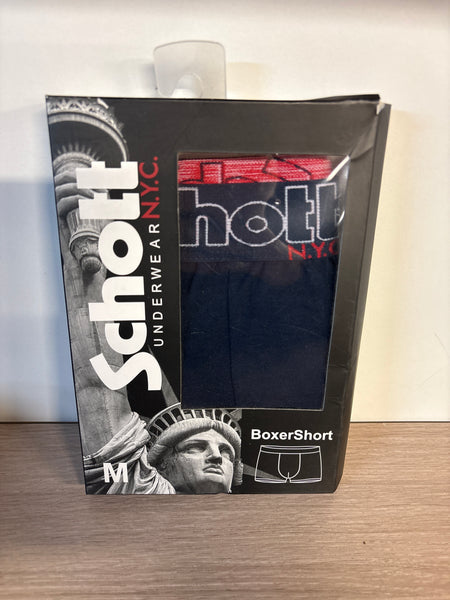 Schott
UNDERWEAR N.Y.C.
hott
N.Y.C
BoxerShort
M